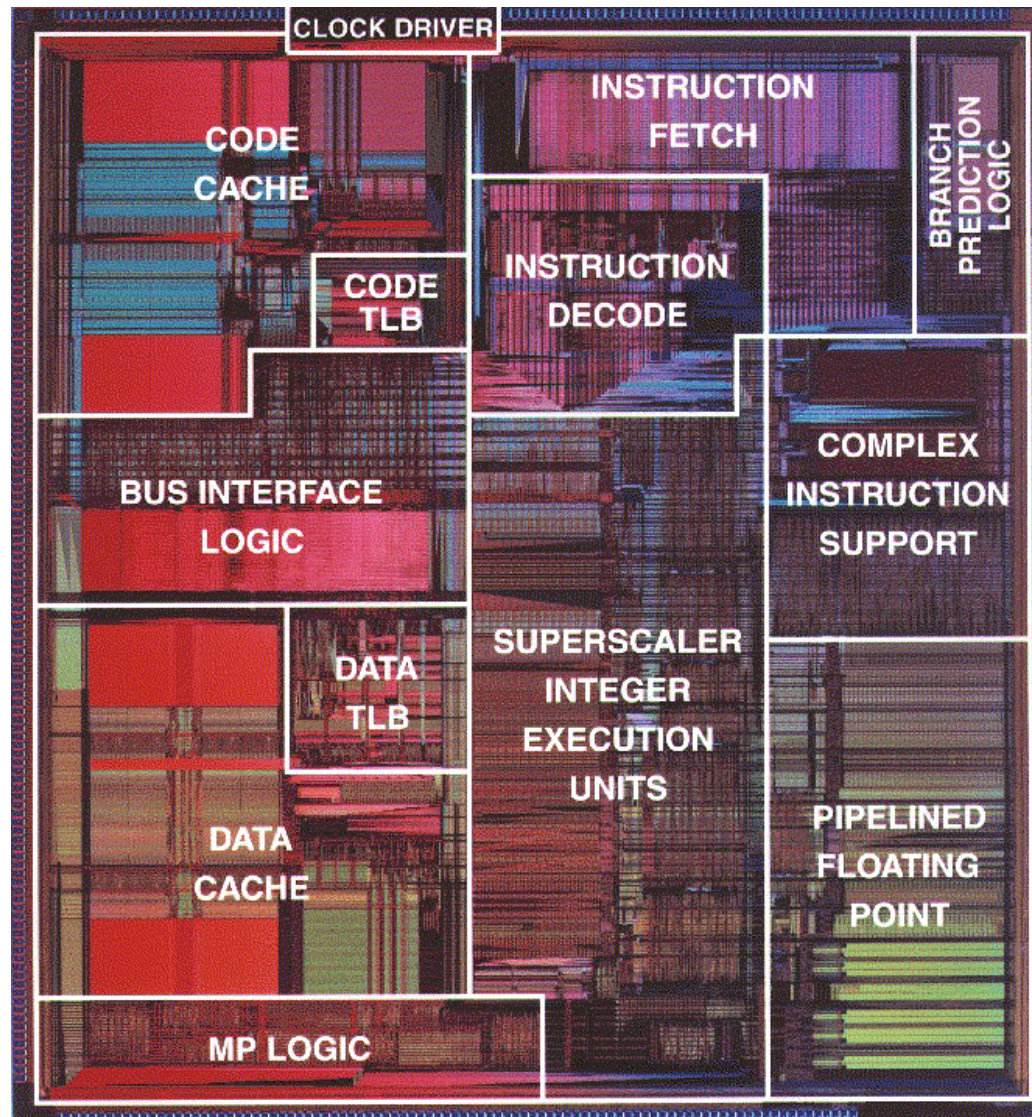 CLOCK DRIVER
CODE
CACHE
CODE
TLB
INSTRUCTION
FETCH
BRANCH
PREDICTION
LOGIC
INSTRUCTION
DECODE
BUS INTERFACE
LOGIC
COMPLEX
INSTRUCTION
SUPPORT
DATA
TLB
SUPERSCALER
INTEGER
EXECUTION
UNITS
DATA
CACHE
PIPELINED
FLOATING
POINT
MP LOGIC